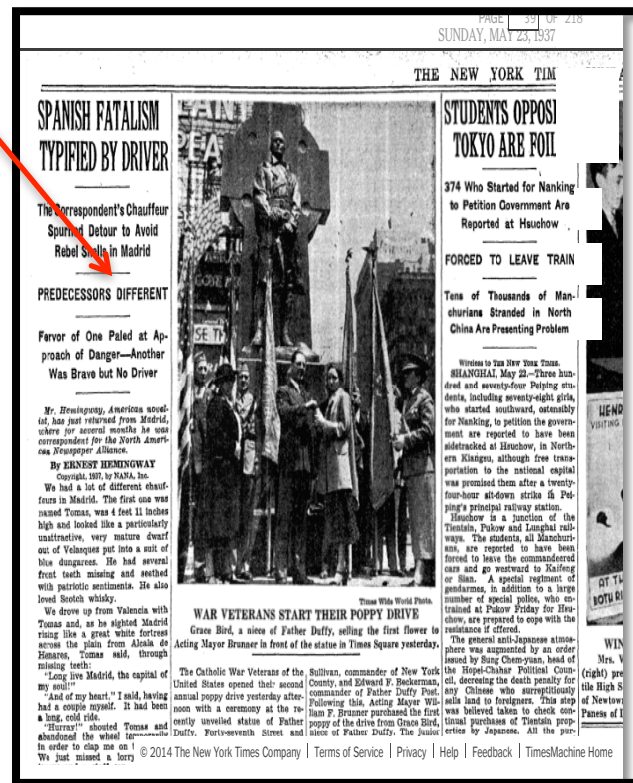 PAGE 39 OF 218
SUNDAY, MAY 23, 1937
THE NEW YORK TIM
SPANISH FATALISM
TYPIFIED BY DRIVER
The Correspondent's Chauffeur
Spurned Detour to Avoid
Rebel Shells in Madrid
PREDECESSORS DIFFERENT
Fervor of One Paled at Ap-
proach of Danger—Another
Was Brave but No Driver
Mr. Hemingway, American novel-
ist, has just returned from Madrid,
where for several months he was
correspondent for the North Ameri-
can Newspaper Alliance.
By ERNEST HEMINGWAY
Copyright, 1937, by NANA, Inc.
We had a lot of different chauf-
feurs in Madrid. The first one was
named Tomas, was 4 feet 11 inches
high and looked like a particularly
unattractive, very mature dwarf
out of Velasquez put into a suit of
blue dungarees. He had several
front teeth missing and seethed
with patriotic sentiments. He also
loved Scotch whisky.
We drove up from Valencia with
Tomas and, as he sighted Madrid
rising like a great white fortress
across the plain from Alcala de
Henares, Tomas said, through
missing teeth:
"Long live Madrid, the capital of
my soul!"
"And of my heart," I said, having
had a couple myself. It had been
a long, cold ride.
"Hurray!" shouted Tomas and
abandoned the wheel temporarily
in order to clap me on
We just missed a lorry
Times Wide World Photo.
WAR VETERANS START THEIR POPPY DRIVE
Grace Bird, a niece of Father Duffy, selling the first flower to
Acting Mayor Brunner in front of the statue in Times Square yesterday.
The Catholic War Veterans of the
United States opened their second
annual poppy drive yesterday after-
noon with a ceremony at the re-
cently unveiled statue of Father
Duffy, Forty-seventh Street and
Sullivan, commander of New York
County, and Edward F. Beckerman,
commander of Father Duffy Post.
Following this, Acting Mayor Wil-
liam F. Brunner purchased the first
poppy of the drive from Grace Bird,
niece of Father Duffy. The junior
STUDENTS OPPOSI
TOKYO ARE FOIL
374 Who Started for Nanking
to Petition Government Are
Reported at Hsuchow
FORCED TO LEAVE TRAIN
Tens of Thousands of Man-
churians Stranded in North
China Are Presenting Problem
Wireless to THE NEW YORK TIMES.
SHANGHAI, May 22.—Three hun-
dred and seventy-four Peiping stu-
dents, including seventy-eight girls,
who started southward, ostensibly
for Nanking, to petition the govern-
ment are reported to have been
sidetracked at Hsuchow, in North-
ern Kiangsu, although free trans-
portation to the national capital
was promised them after a twenty-
four-hour sit-down strike in Pei-
ping's principal railway station.
Hsuchow is a junction of the
Tientsin, Pukow and Lunghai rail-
ways. The students, all Manchuri-
ans, are reported to have been
forced to leave the commandeered
cars and go westward to Kaifeng
or Sian. A special regiment of
gendarmes, in addition to a large
number of special police, who en-
trained at Pukow Friday for Hsu-
chow, are prepared to cope with the
resistance if offered.
The general anti-Japanese atmos-
phere was augmented by an order
issued by Sung Chem-yuan, head of
the Hopei-Chahar Political Coun-
cil, decreeing the death penalty for
any Chinese who surreptitiously
sells land to foreigners. This step
was believed taken to check con-
tinual purchases of Tientsin prop-
erties by Japanese. All the pur-
HENR
VISITING
AT TH
BOTH RI
WIN
Mrs. V
(right) pre
tile High S
of Newtow
Paness of I
© 2014 The New York Times Company | Terms of Service | Privacy | Help | Feedback | TimesMachine Home